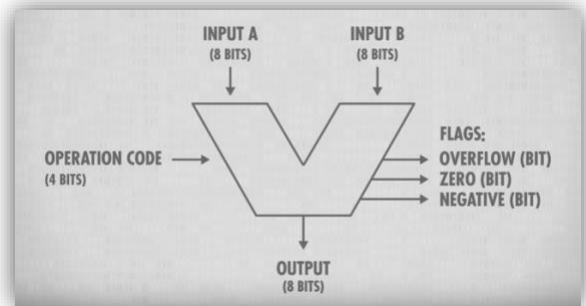 INPUT A
(8 BITS)
INPUT B
(8 BITS)
OPERATION CODE
(4 BITS)
FLAGS:
OVERFLOW (BIT)
ZERO (BIT)
NEGATIVE (BIT)
OUTPUT
(8 BITS)